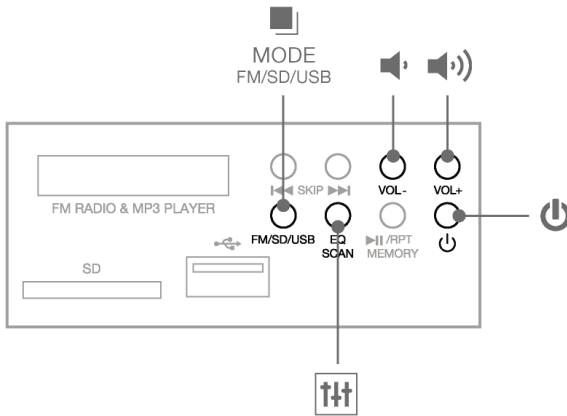 MODE
FM/SD/USB
SKIP
VOL-
VOL+
FM RADIO & MP3 PLAYER
FM/SD/USB
EQ
SCAN
/RPT
MEMORY
SD